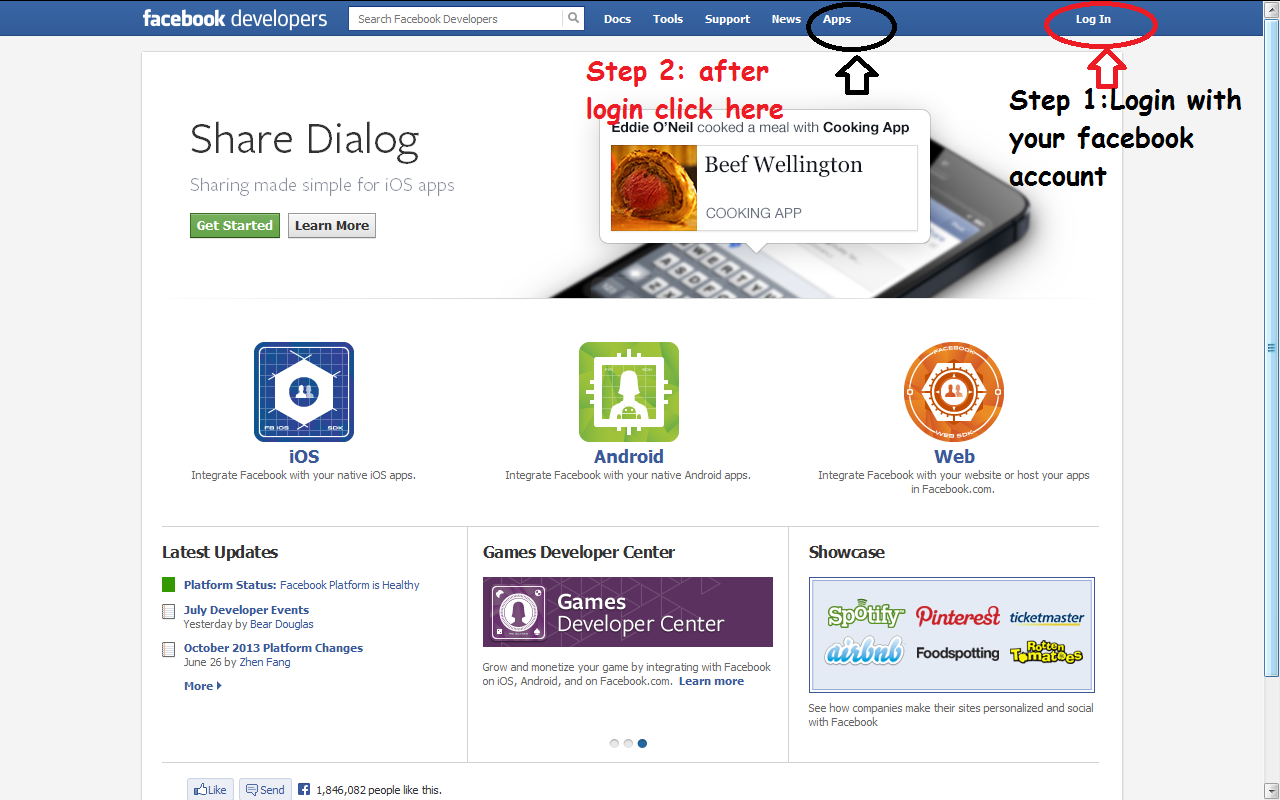 facebook developers
Search Facebook Developers
Docs Tools Support News Apps Log In
Step 2: after
login click here
Step 1:Login with
your facebook
account
Share Dialog
Sharing made simple for iOS apps
Get Started Learn More
Eddie O'Neil cooked a meal with Cooking App
Beef Wellington
COOKING APP
QWERTY
ASDFG
FB iOS SDK
iOS
Integrate Facebook with your native iOS apps.
Android
Integrate Facebook with your native Android apps.
FACEBOOK
WEB SDK
Web
Integrate Facebook with your website or host your apps
in Facebook.com.
Latest Updates
Platform Status: Facebook Platform is Healthy
July Developer Events
Yesterday by Bear Douglas
October 2013 Platform Changes
June 26 by Zhen Fang
More
Games Developer Center
Games
Developer Center
Grow and monetize your game by integrating with Facebook
on iOS, Android, and on Facebook.com. Learn more
Showcase
Spotify Pinterest ticketmaster
airbnb Foodspotting Rotten
Tomatoes
See how companies make their sites personalized and social
with Facebook
Like Send 1,846,082 people like this.